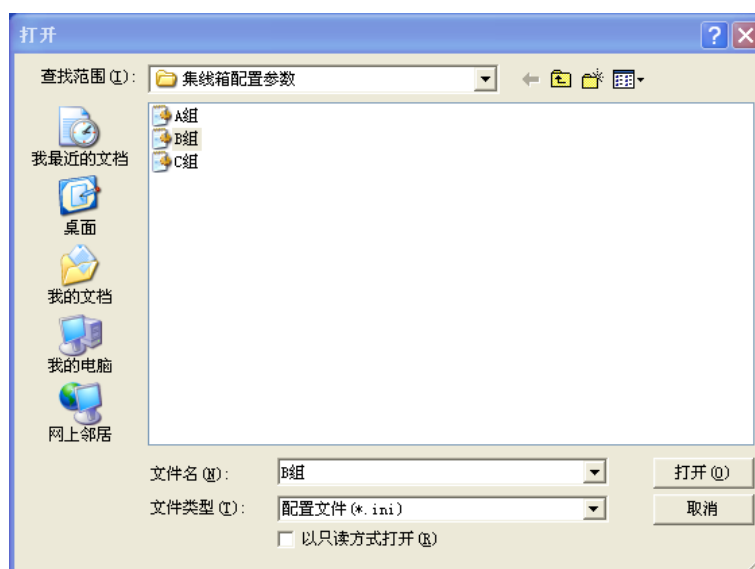 打开
查找范围(I): 集线箱配置参数
A组
B组
C组
我最近的文档
桌面
我的文档
我的电脑
网上邻居
文件名(N): B组 打开(O)
文件类型(T): 配置文件(*.ini) 取消
以只读方式打开(R)